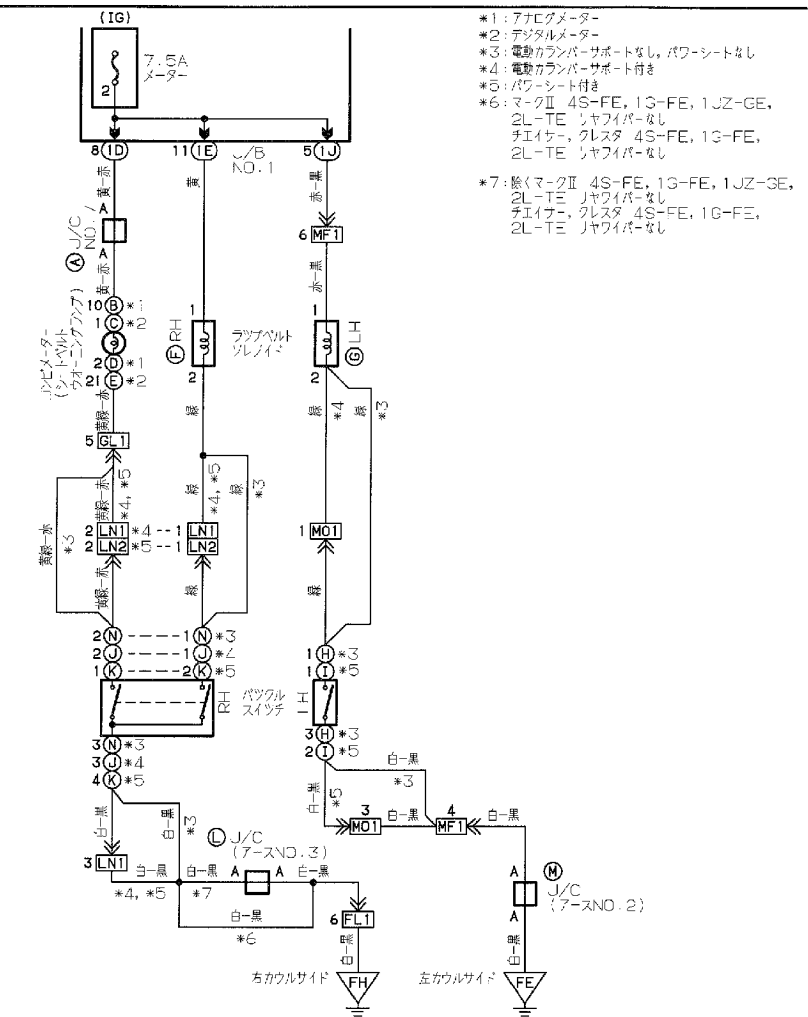 (IG)
7.5A
メーター
2
8 1D
11 1E
J/B
NO.1
5 1J
黄-赤
黄
赤-黒
A
A J/C
A
黄-赤
6 MF1
赤-黒
10 B *1
1 C *2
2 D *1
21 E *2
コンビメーター
(シートベルト
ウオーニングランプ)
1
F RH
2
ラップベルト
ソレノイド
1
G LH
2
黄緑-赤
緑
緑
*4
緑
*3
5 GL1
黄緑-赤
*4, *5
緑
*4, *5
緑
*3
黄緑-赤
*3
2 LN1 *4 -- 1 LN1
2 LN2 *5 -- 1 LN2
1 MO1
黄緑-赤
緑
緑
2 N ---- 1 N *3
2 J ---- 1 J *4
1 K ---- 2 K *5
1 H *3
1 I *5
RH
バックル
スイッチ
LH
3 N *3
3 J *4
4 K *5
3 H *3
2 I *5
白-黒
白-黒
*3
白-黒
*5
白-黒
*3
3
MO1
白-黒
4
MF1
白-黒
3 LN1
白-黒
*4, *5
白-黒
*7
L J/C
(アースNO.3)
A A
白-黒
白-黒
*6
6 FL1
白-黒
A
M
J/C
(アースNO.2)
A
白-黒
右カウルサイド FH
左カウルサイド FE
*1:アナログメーター
*2:デジタルメーター
*3:電動カランバーサポートなし,パワーシートなし
*4:電動カランバーサポート付き
*5:パワーシート付き
*6:マークⅡ 4S-FE, 1G-FE, 1JZ-GE,
2L-TE リヤワイパーなし
チエイサー, クレスタ 4S-FE, 1G-FE,
2L-TE リヤワイパーなし
*7:除くマークⅡ 4S-FE, 1G-FE, 1JZ-GE,
2L-TE リヤワイパーなし
チエイサー, クレスタ 4S-FE, 1G-FE,
2L-TE リヤワイパーなし